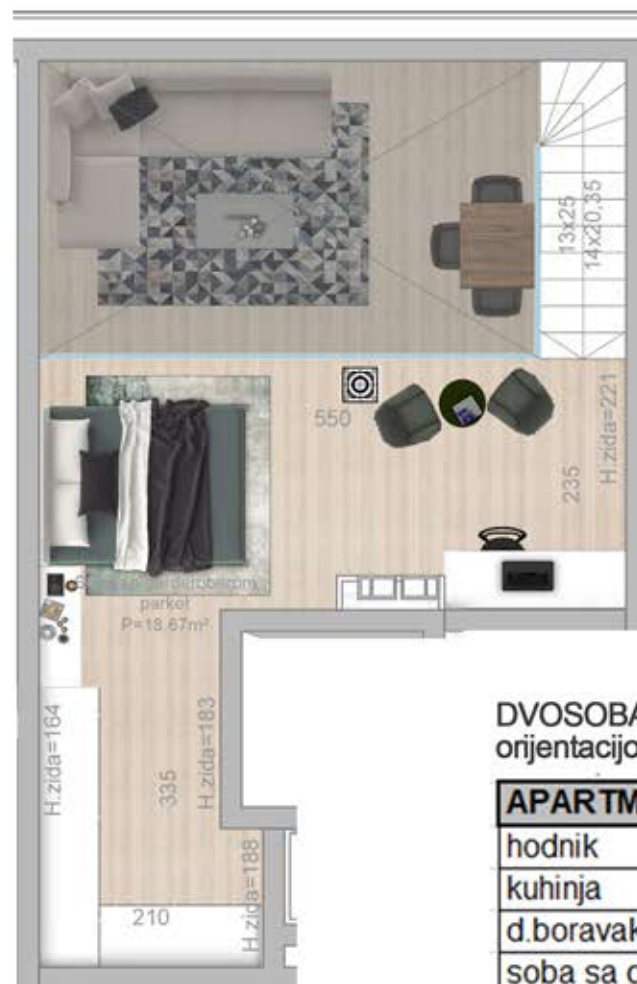 13x25
14x20,35
550
H.zida=221
235
parket
P=18.67m²
H.zida=164
335
H.zida=183
210
H.zida=188
DVOSOBA
orijentacijo
APARTM
hodnik
kuhinja
d.boravak
soba sa